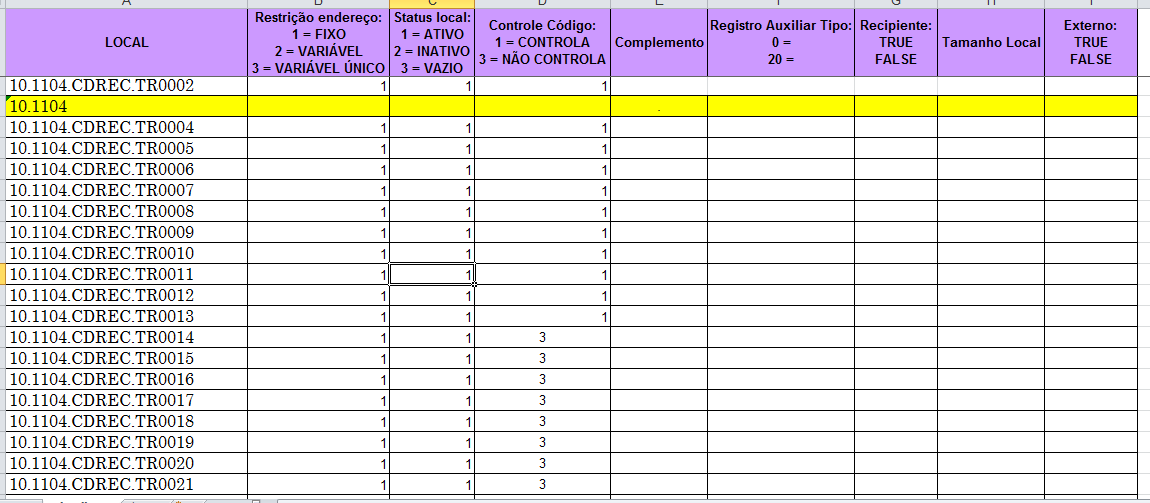 A B C D E F G H I
LOCAL Restrição endereço: 1 = FIXO 2 = VARIÁVEL 3 = VARIÁVEL ÚNICO Status local: 1 = ATIVO 2 = INATIVO 3 = VAZIO Controle Código: 1 = CONTROLA 3 = NÃO CONTROLA Complemento Registro Auxiliar Tipo: 0 = 20 = Recipiente: TRUE FALSE Tamanho Local Externo: TRUE FALSE
10.1104.CDREC.TR0002 1 1 1
10.1104 .
10.1104.CDREC.TR0004 1 1 1
10.1104.CDREC.TR0005 1 1 1
10.1104.CDREC.TR0006 1 1 1
10.1104.CDREC.TR0007 1 1 1
10.1104.CDREC.TR0008 1 1 1
10.1104.CDREC.TR0009 1 1 1
10.1104.CDREC.TR0010 1 1 1
10.1104.CDREC.TR0011 1 1 1
10.1104.CDREC.TR0012 1 1 1
10.1104.CDREC.TR0013 1 1 1
10.1104.CDREC.TR0014 1 1 3
10.1104.CDREC.TR0015 1 1 3
10.1104.CDREC.TR0016 1 1 3
10.1104.CDREC.TR0017 1 1 3
10.1104.CDREC.TR0018 1 1 3
10.1104.CDREC.TR0019 1 1 3
10.1104.CDREC.TR0020 1 1 3
10.1104.CDREC.TR0021 1 1 3